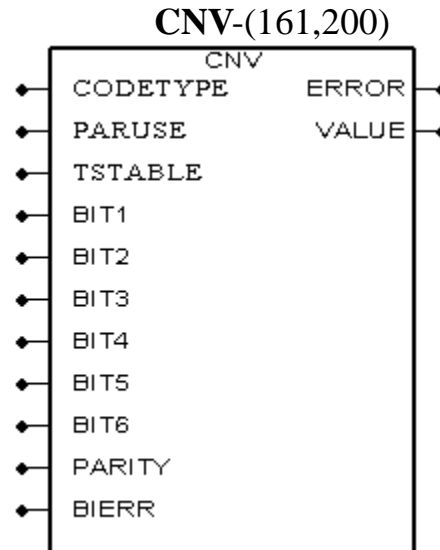 CNV-(161,200)
CNV
CODETYPE ERROR
PARUSE VALUE
TSTABLE
BIT1
BIT2
BIT3
BIT4
BIT5
BIT6
PARITY
BIERR